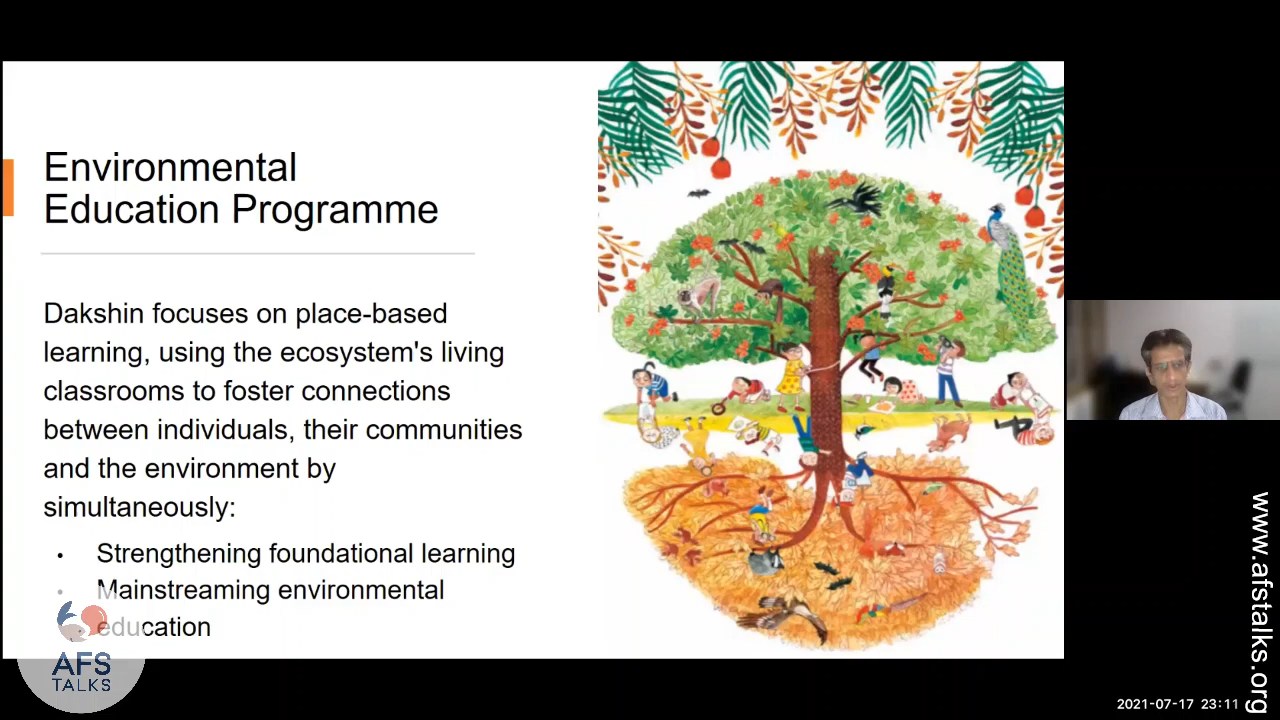 Environmental
Education Programme
Dakshin focuses on place-based
learning, using the ecosystem's living
classrooms to foster connections
between individuals, their communities
and the environment by
simultaneously:
• Strengthening foundational learning
• Mainstreaming environmental
education
AFS
TALKS
www.afstalks.org
2021-07-17 23:11